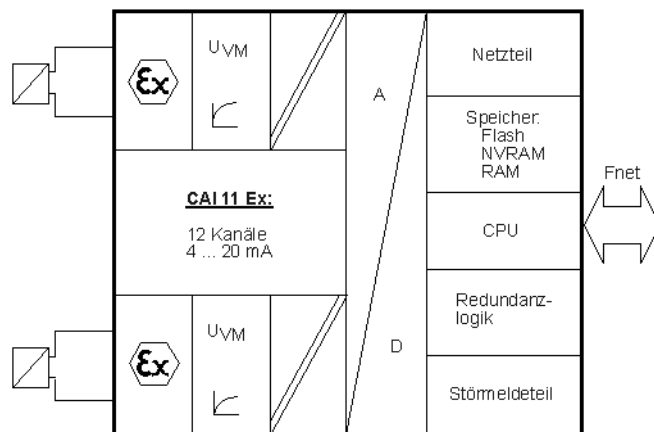 Ex
UVM
A
Netzteil
Speicher:
Flash
NVRAM
RAM
Fnet
CAI 11 Ex:
12 Kanäle
4 ... 20 mA
CPU
Ex
UVM
D
Redundanz-
logik
Störmeldeteil